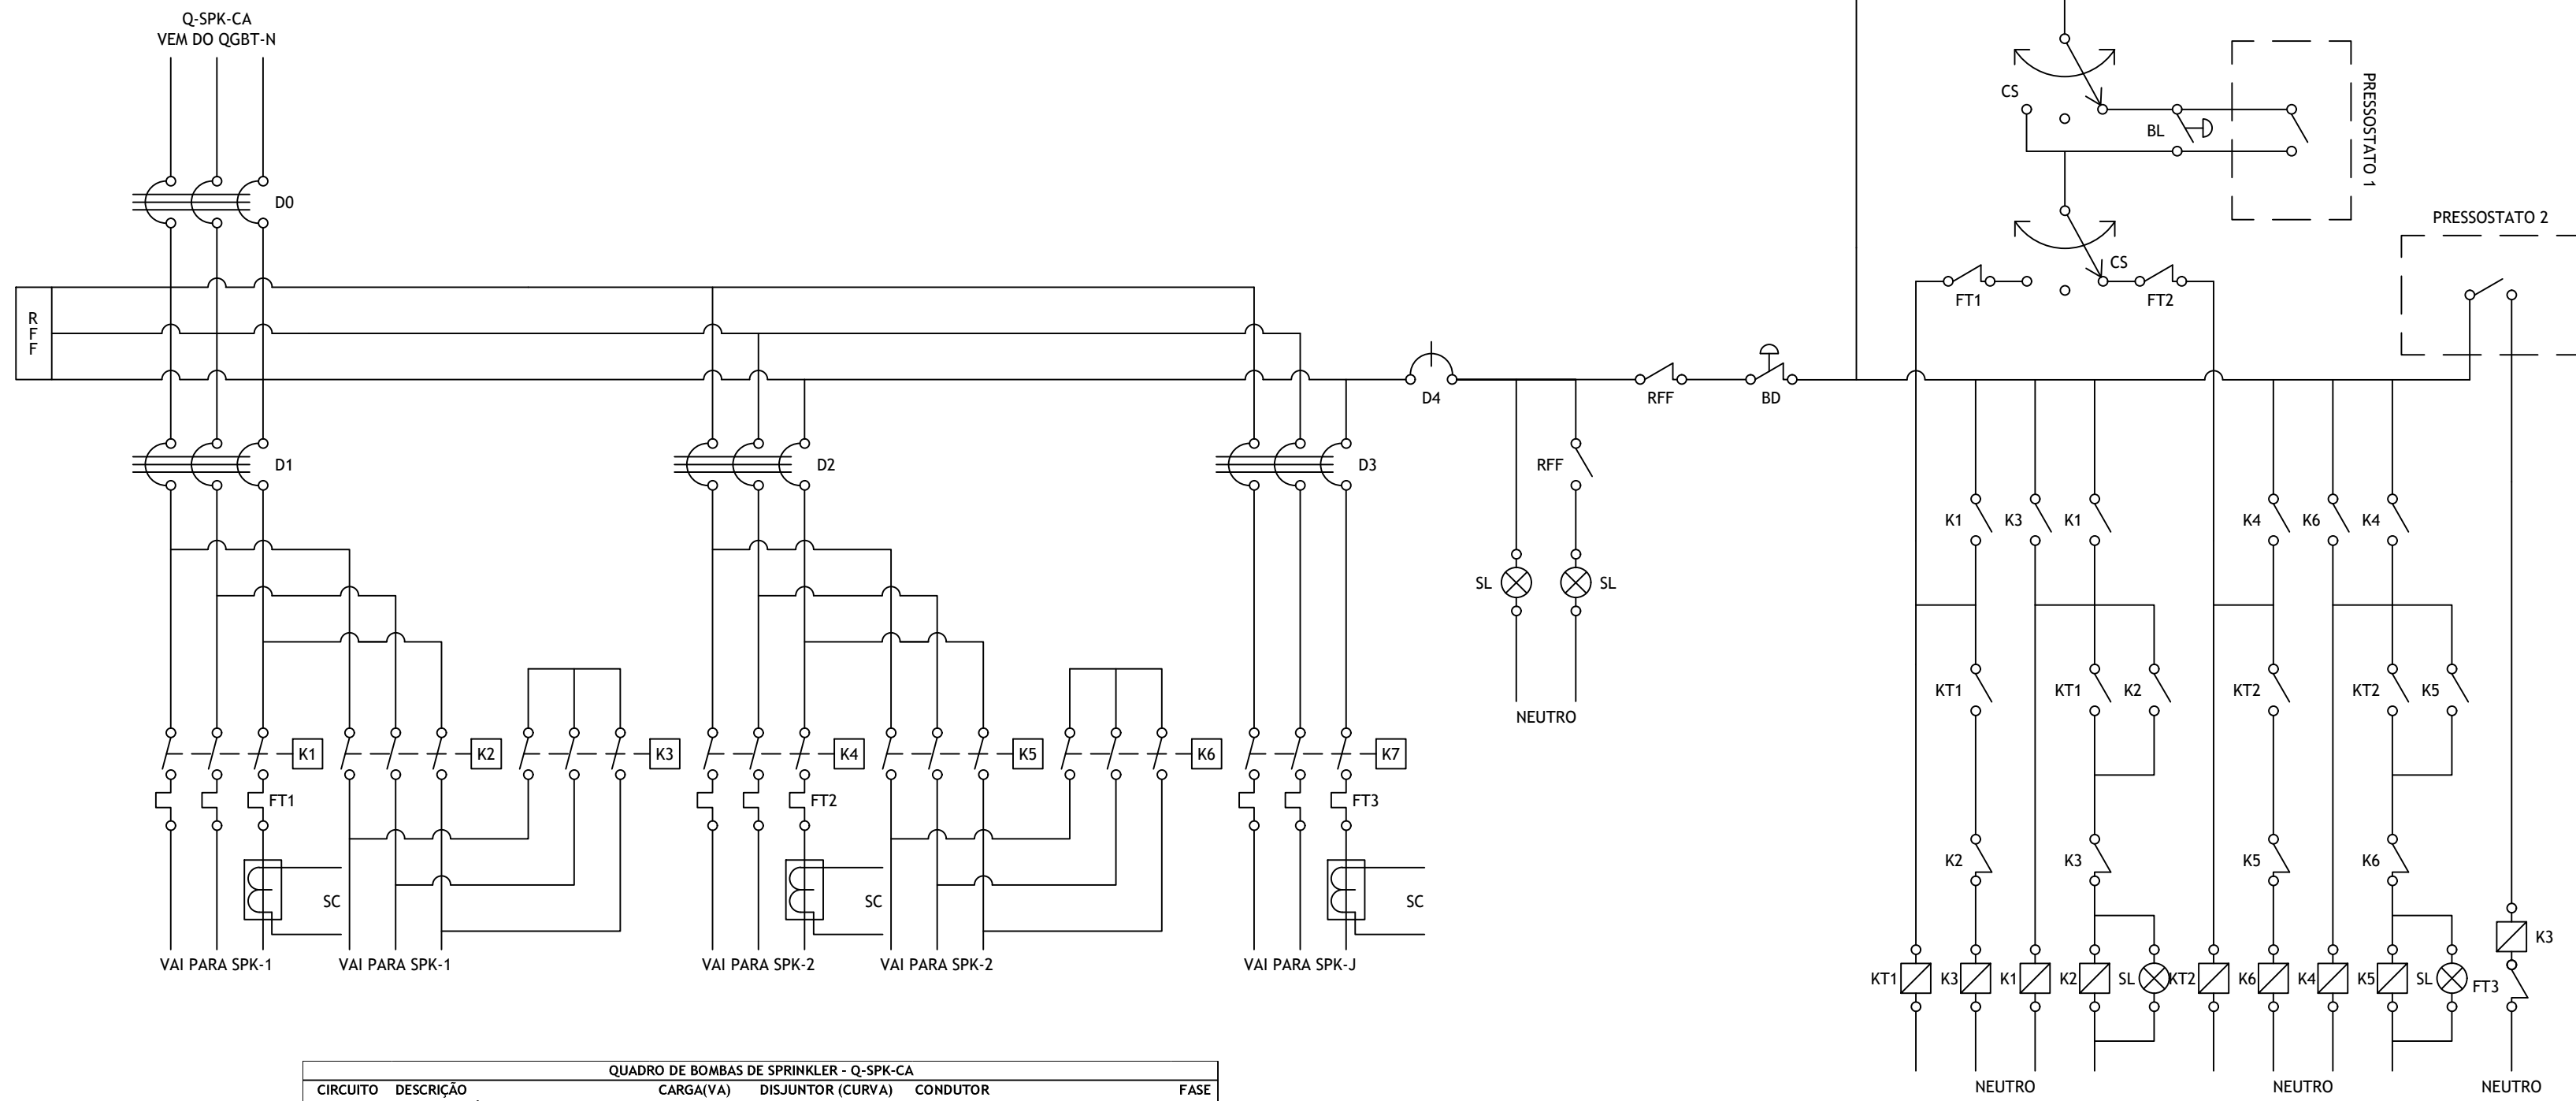 Q-SPK-CA
VEM DO QGBT-N
D0
R
F
F
D1
D2
D3
D4
RFF
BD
RFF
SL
SL
NEUTRO
K1
K2
K3
K4
K5
K6
K7
FT1
FT2
FT3
SC
SC
SC
VAI PARA SPK-1
VAI PARA SPK-1
VAI PARA SPK-2
VAI PARA SPK-2
VAI PARA SPK-J
CS
BL
PRESSOSTATO 1
CS
FT1
FT2
PRESSOSTATO 2
K1
K3
K1
K4
K6
K4
KT1
KT1
K2
KT2
KT2
K5
K2
K3
K5
K6
K3
KT1
K3
K1
K2
SL
KT2
K6
K4
K5
SL
FT3
NEUTRO
NEUTRO
NEUTRO
QUADRO DE BOMBAS DE SPRINKLER - Q-SPK-CA
CIRCUITO DESCRIÇÃO CARGA(VA) DISJUNTOR (CURVA) CONDUTOR FASE